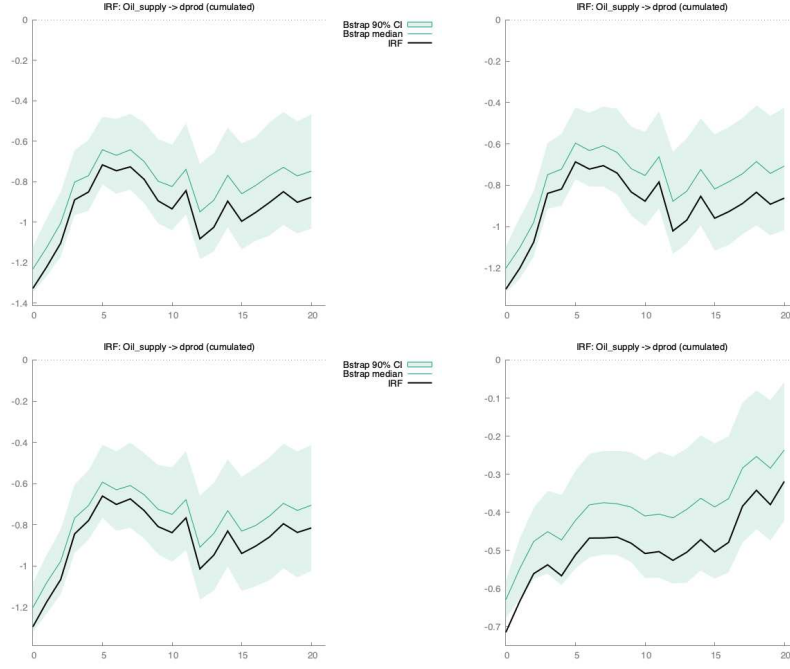 IRF: Oil_supply -> dprod (cumulated)
Bstrap 90% CI
Bstrap median
IRF
0
-0.2
-0.4
-0.6
-0.8
-1
-1.2
-1.4
0 5 10 15 20
IRF: Oil_supply -> dprod (cumulated)
0
-0.2
-0.4
-0.6
-0.8
-1
-1.2
0 5 10 15 20
IRF: Oil_supply -> dprod (cumulated)
Bstrap 90% CI
Bstrap median
IRF
0
-0.2
-0.4
-0.6
-0.8
-1
-1.2
0 5 10 15 20
IRF: Oil_supply -> dprod (cumulated)
0
-0.1
-0.2
-0.3
-0.4
-0.5
-0.6
-0.7
0 5 10 15 20